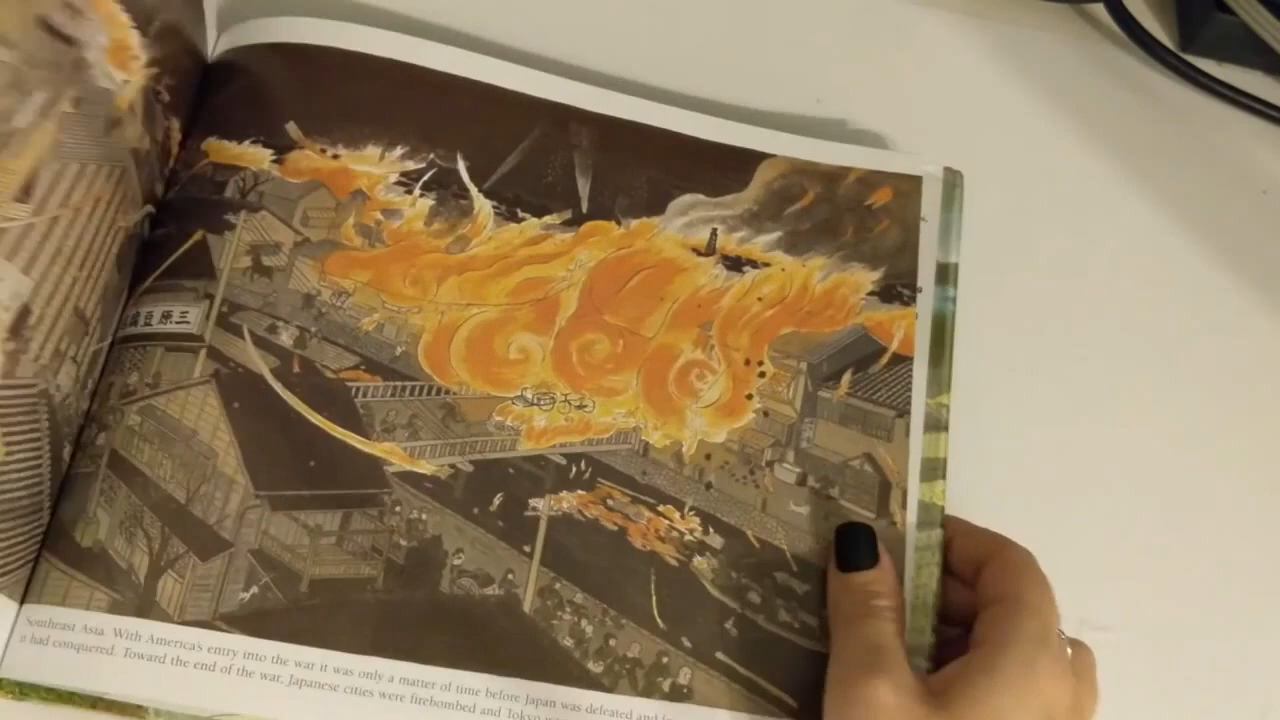 三原豆腐
Southeast Asia. With America's entry into the war it was only a matter of time before Japan was defeated and
it had conquered. Toward the end of the war, Japanese cities were firebombed and Tokyo